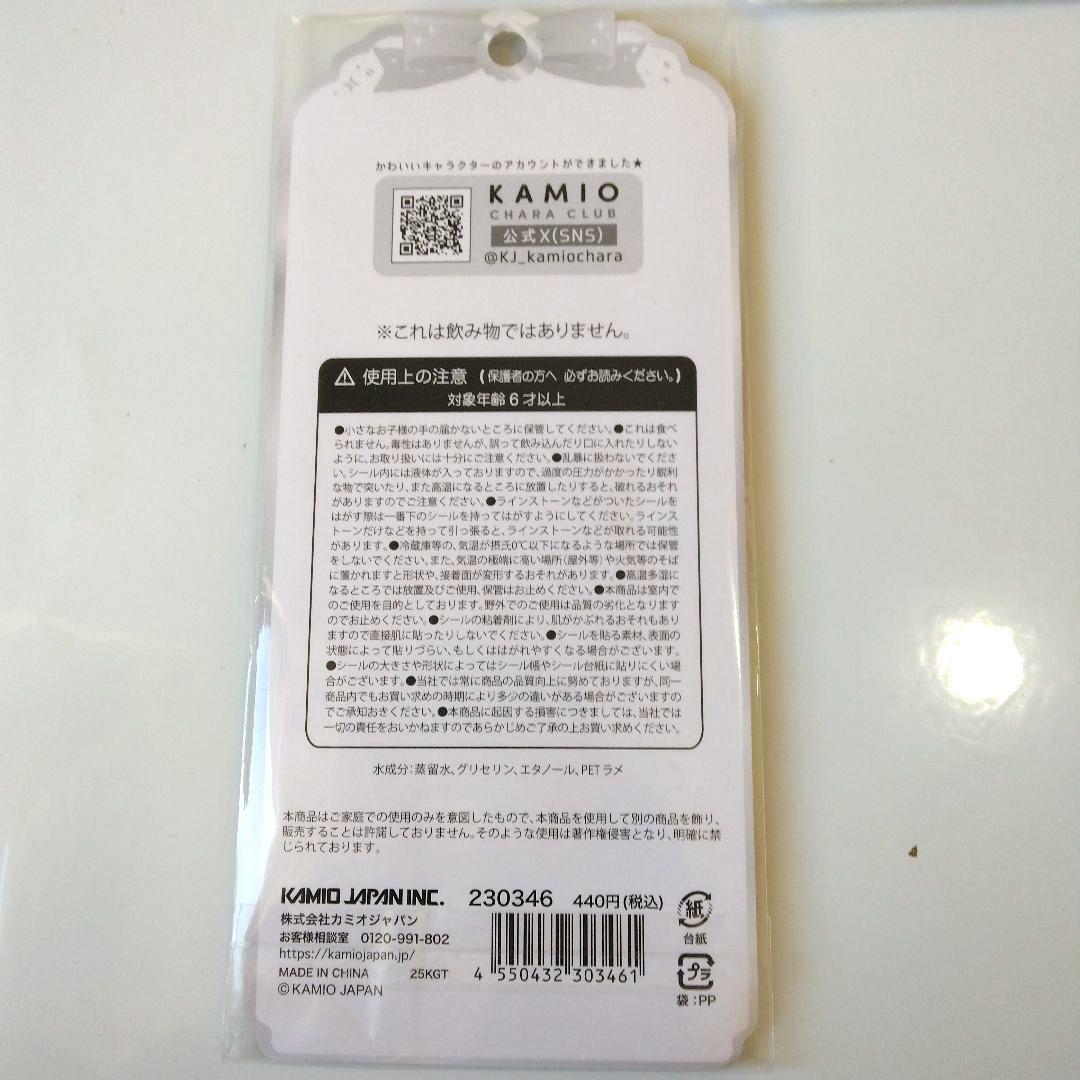 かわいいキャラクターのアカウントができました★
KAMIO
CHARA CLUB
公式X(SNS)
@KJ_kamiochara
※これは飲み物ではありません。
⚠ 使用上の注意 (保護者の方へ 必ずお読みください。)
対象年齢6才以上
●小さなお子様の手の届かないところに保管してください。●これは食べ
られません。毒性はありませんが、誤って飲み込んだり口に入れたりしない
ように、お取り扱いには十分にご注意ください。●乱暴に扱わないでくださ
い。シール内には液体が入っておりますので、過度の圧力がかかったり鋭利
な物で突いたり、また高温になるところに放置したりすると、破れるおそれ
がありますのでご注意ください。●ラインストーンなどがついたシールを
はがす際は一番下のシールを持ってはがすようにしてください。ラインス
トーンだけなどを持って引っ張ると、ラインストーンなどが取れる可能性
があります。●冷蔵庫等の、気温が摂氏0℃以下になるような場所では保管
をしないでください。また、気温の極端に高い場所(屋外等)や火気等のそば
に置かれますと形状や、接着面が変形するおそれがあります。●高温多湿に
なるところでは放置及びご使用、保管はお止めください。●本商品は室内で
のご使用を目的としております。野外でのご使用は品質の劣化となります
のでお止めください。●シールの粘着剤により、肌がかぶれるおそれもあり
ますので直接肌に貼ったりしないでください。●シールを貼る素材、表面の
状態によって貼りづらい、もしくははがれやすくなる場合がございます。
●シールの大きさや形状によってはシール帳やシール台紙に貼りにくい場
合がございます。●当社では常に商品の品質向上に努めておりますが、同一
商品内でもお買い求めの時期により多少の違いがある場合がございますの
でご承知おきください。●本商品に起因する損害につきましては、当社では
一切の責任をおいかねますのであらかじめご了承の上お買い求めください。
水成分:蒸留水、グリセリン、エタノール、PETラメ
本商品はご家庭での使用のみを意図したもので、本商品を使用して別の商品を飾り、
販売することは許諾しておりません。そのような使用は著作権侵害となり、明確に禁
じられております。
KAMIO JAPAN INC.
株式会社カミオジャパン
お客様相談室 0120-991-802
https://kamiojapan.jp/
MADE IN CHINA 25KGT
©KAMIO JAPAN
230346 440円(税込)
4 550432 303461
紙
台紙
プラ
袋:PP